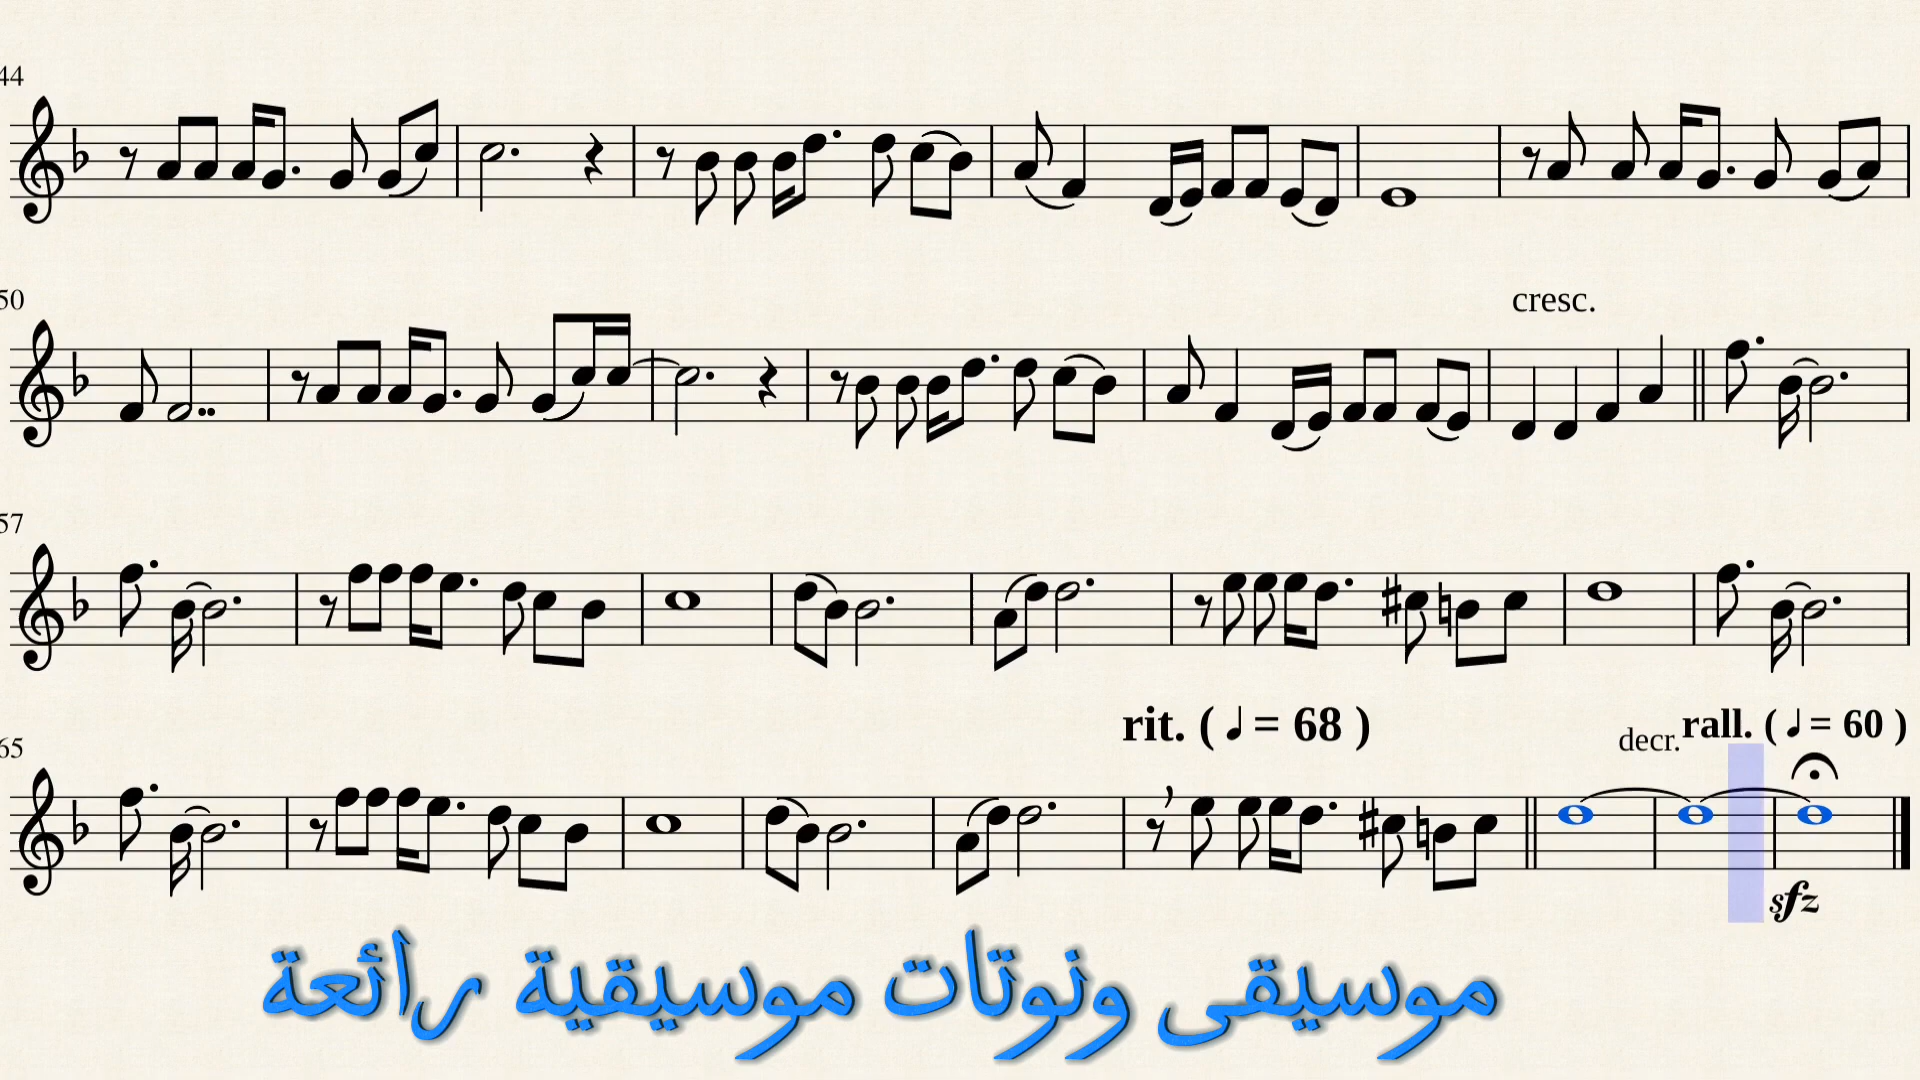 44
50
cresc.
57
65
rit. ( ♩ = 68 )
decr.
rall. ( ♩ = 60 )
sfz
موسيقى ونوتات موسيقية رائعة